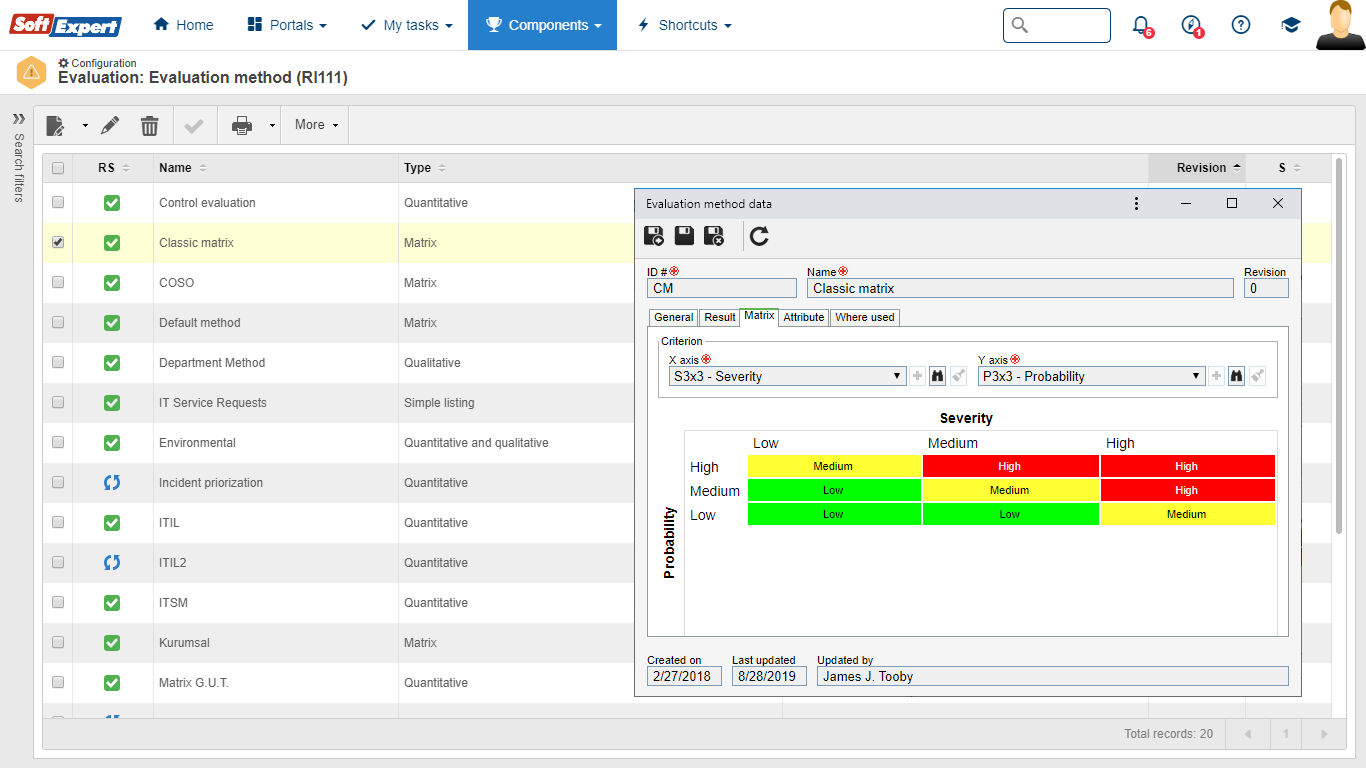 Soft Expert
Home
Portals
My tasks
Components
Shortcuts
6
1
Configuration
Evaluation: Evaluation method (RI111)
Search filters
More
RS Name Type Revision S
Control evaluation Quantitative
Classic matrix Matrix
COSO Matrix
Default method Matrix
Department Method Qualitative
IT Service Requests Simple listing
Environmental Quantitative and qualitative
Incident priorization Quantitative
ITIL Quantitative
ITIL2 Quantitative
ITSM Quantitative
Kurumsal Matrix
Matrix G.U.T. Quantitative
Total records: 20
1
Evaluation method data
ID # Name Revision
CM Classic matrix 0
General Result Matrix Attribute Where used
Criterion
X axis Y axis
S3x3 - Severity P3x3 - Probability
Severity
Low Medium High
High Medium High High
Medium Low Medium High
Low Low Low Medium
Probability
Created on Last updated Updated by
2/27/2018 8/28/2019 James J. Tooby